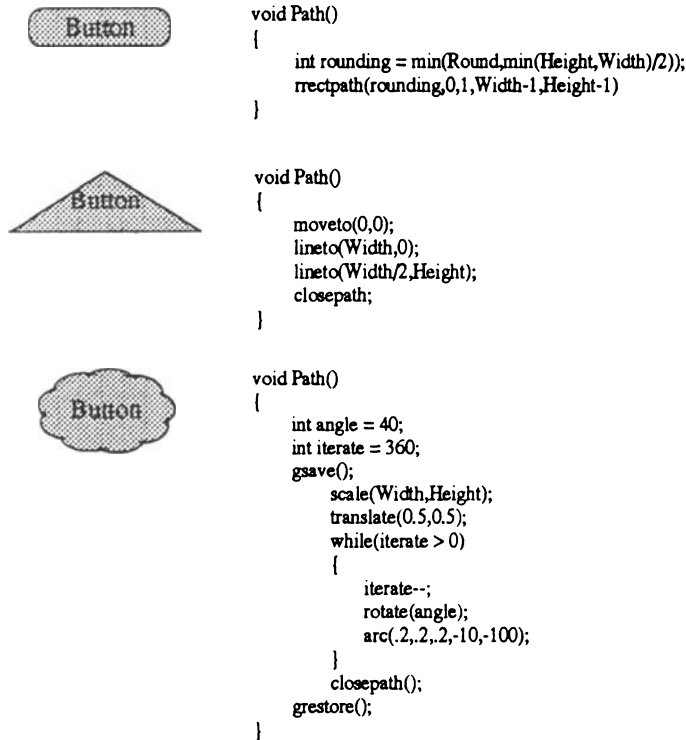 Button
void Path()
{
int rounding = min(Round,min(Height,Width)/2));
rrectpath(rounding,0,1,Width-1,Height-1)
}
Button
void Path()
{
moveto(0,0);
lineto(Width,0);
lineto(Width/2,Height);
closepath;
}
Button
void Path()
{
int angle = 40;
int iterate = 360;
gsave();
scale(Width,Height);
translate(0.5,0.5);
while(iterate > 0)
{
iterate--;
rotate(angle);
arc(.2,.2,.2,-10,-100);
}
closepath();
grestore();
}